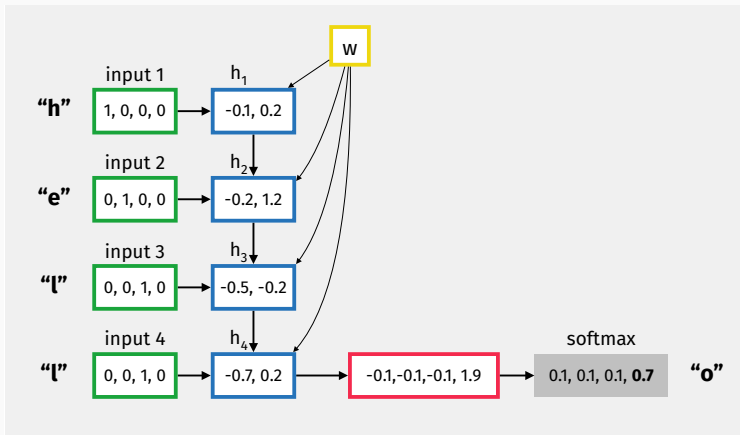 w
input 1 h₁
“h” 1, 0, 0, 0 -0.1, 0.2
input 2 h₂
“e” 0, 1, 0, 0 -0.2, 1.2
input 3 h₃
“l” 0, 0, 1, 0 -0.5, -0.2
input 4 h₄ softmax
“l” 0, 0, 1, 0 -0.7, 0.2 -0.1,-0.1,-0.1, 1.9 0.1, 0.1, 0.1, 0.7 “o”